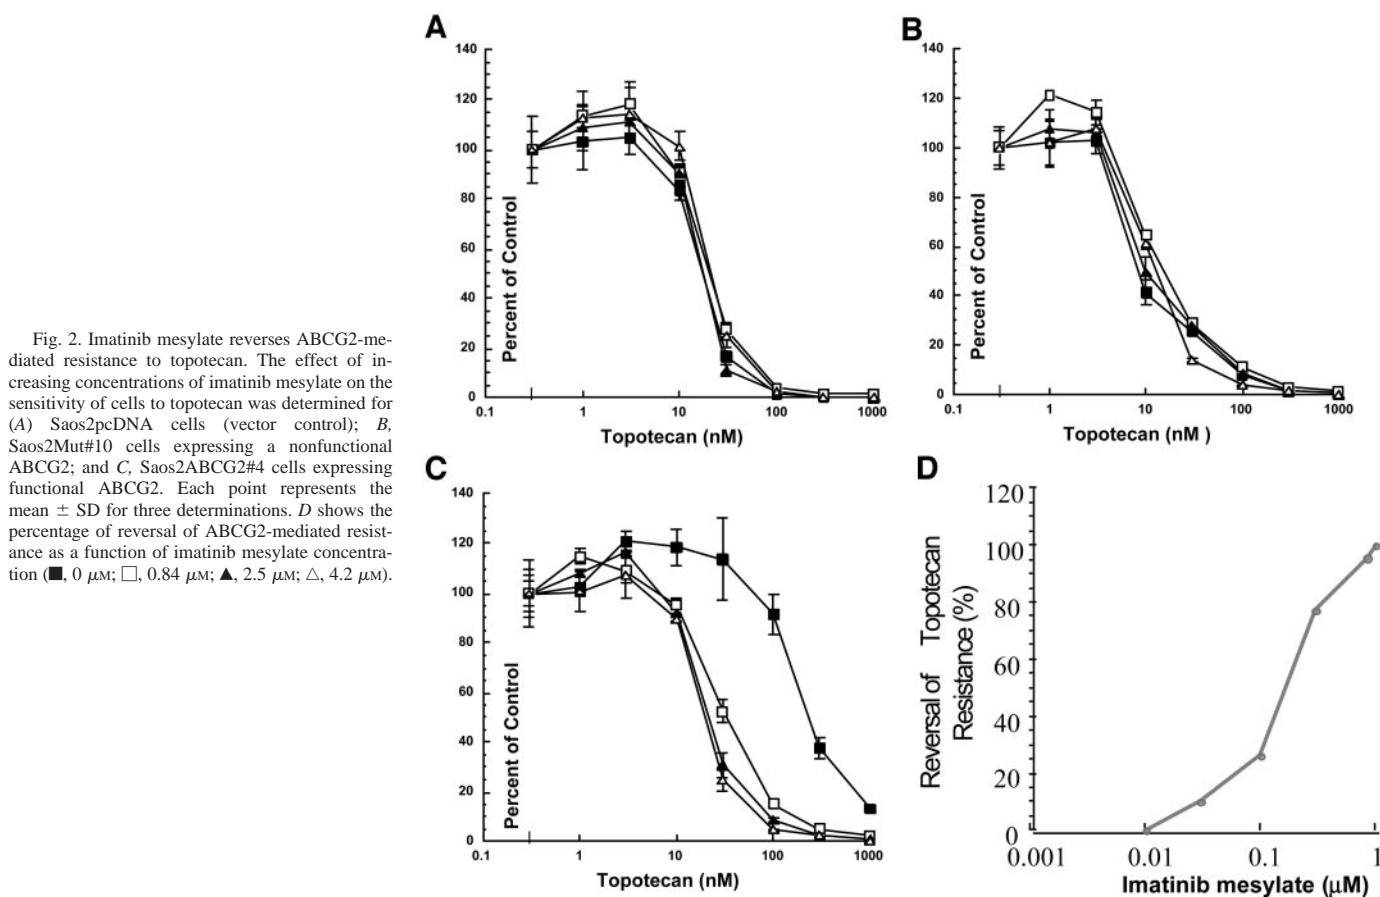 Fig. 2. Imatinib mesylate reverses ABCG2-me-
diated resistance to topotecan. The effect of in-
creasing concentrations of imatinib mesylate on the
sensitivity of cells to topotecan was determined for
(A) Saos2pcDNA cells (vector control); B,
Saos2Mut#10 cells expressing a nonfunctional
ABCG2; and C, Saos2ABCG2#4 cells expressing
functional ABCG2. Each point represents the
mean ± SD for three determinations. D shows the
percentage of reversal of ABCG2-mediated resist-
ance as a function of imatinib mesylate concentra-
tion (■, 0 μM; □, 0.84 μM; ▲, 2.5 μM; △, 4.2 μM).
A
140
120
100
80
60
40
20
0
Percent of Control
0.1 1 10 100 1000
Topotecan (nM)
B
140
120
100
80
60
40
20
0
Percent of Control
0.1 1 10 100 1000
Topotecan (nM )
C
140
120
100
80
60
40
20
0
Percent of Control
0.1 1 10 100 1000
Topotecan (nM)
D
120
100
80
60
40
20
0
Reversal of Topotecan
Resistance (%)
0.001 0.01 0.1 1
Imatinib mesylate (μM)